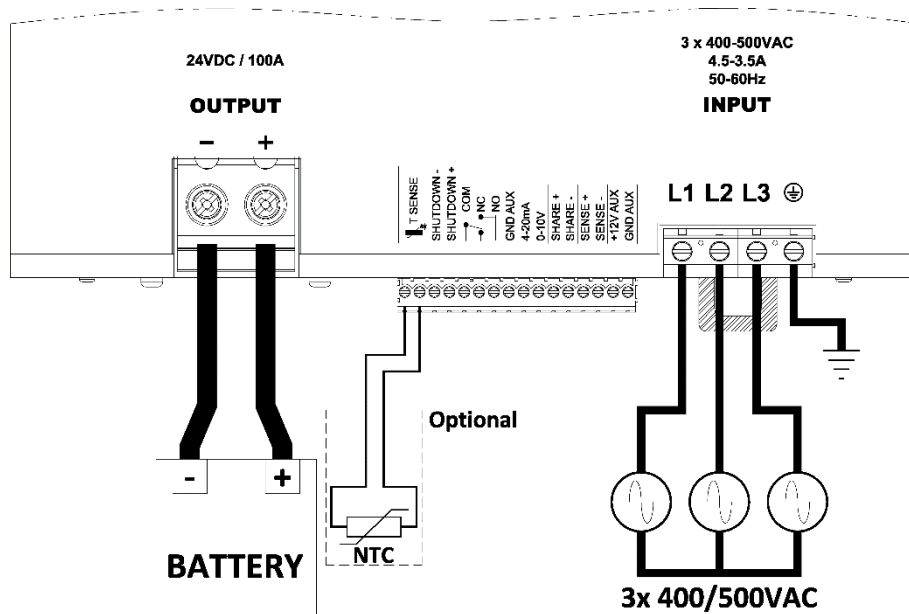 24VDC / 100A
OUTPUT
- +
3 x 400-500VAC
4.5-3.5A
50-60Hz
INPUT
T SENSE
SHUTDOWN -
SHUTDOWN +
COM
NC
NO
GND AUX
4-20mA
0-10V
SHARE +
SHARE -
SENSE +
SENSE -
+12V AUX
GND AUX
L1 L2 L3
Optional
- +
BATTERY
NTC
3x 400/500VAC